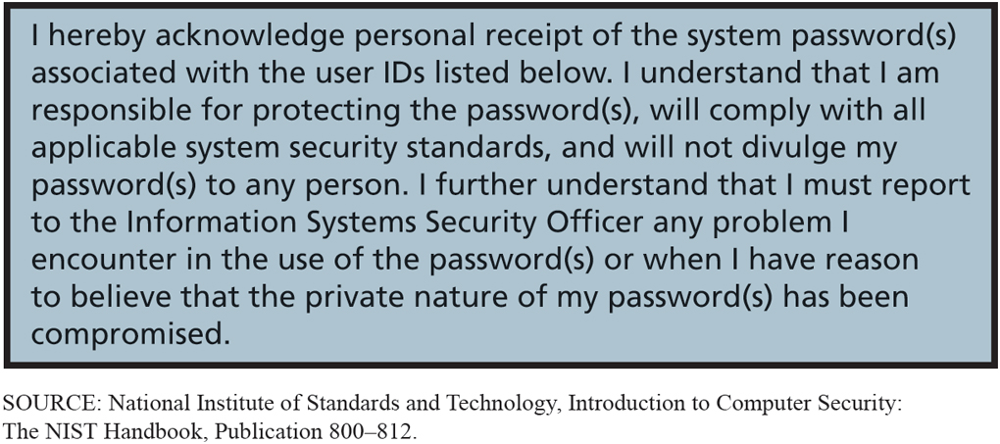 I hereby acknowledge personal receipt of the system password(s)
associated with the user IDs listed below. I understand that I am
responsible for protecting the password(s), will comply with all
applicable system security standards, and will not divulge my
password(s) to any person. I further understand that I must report
to the Information Systems Security Officer any problem I
encounter in the use of the password(s) or when I have reason
to believe that the private nature of my password(s) has been
compromised.
SOURCE: National Institute of Standards and Technology, Introduction to Computer Security:
The NIST Handbook, Publication 800–812.